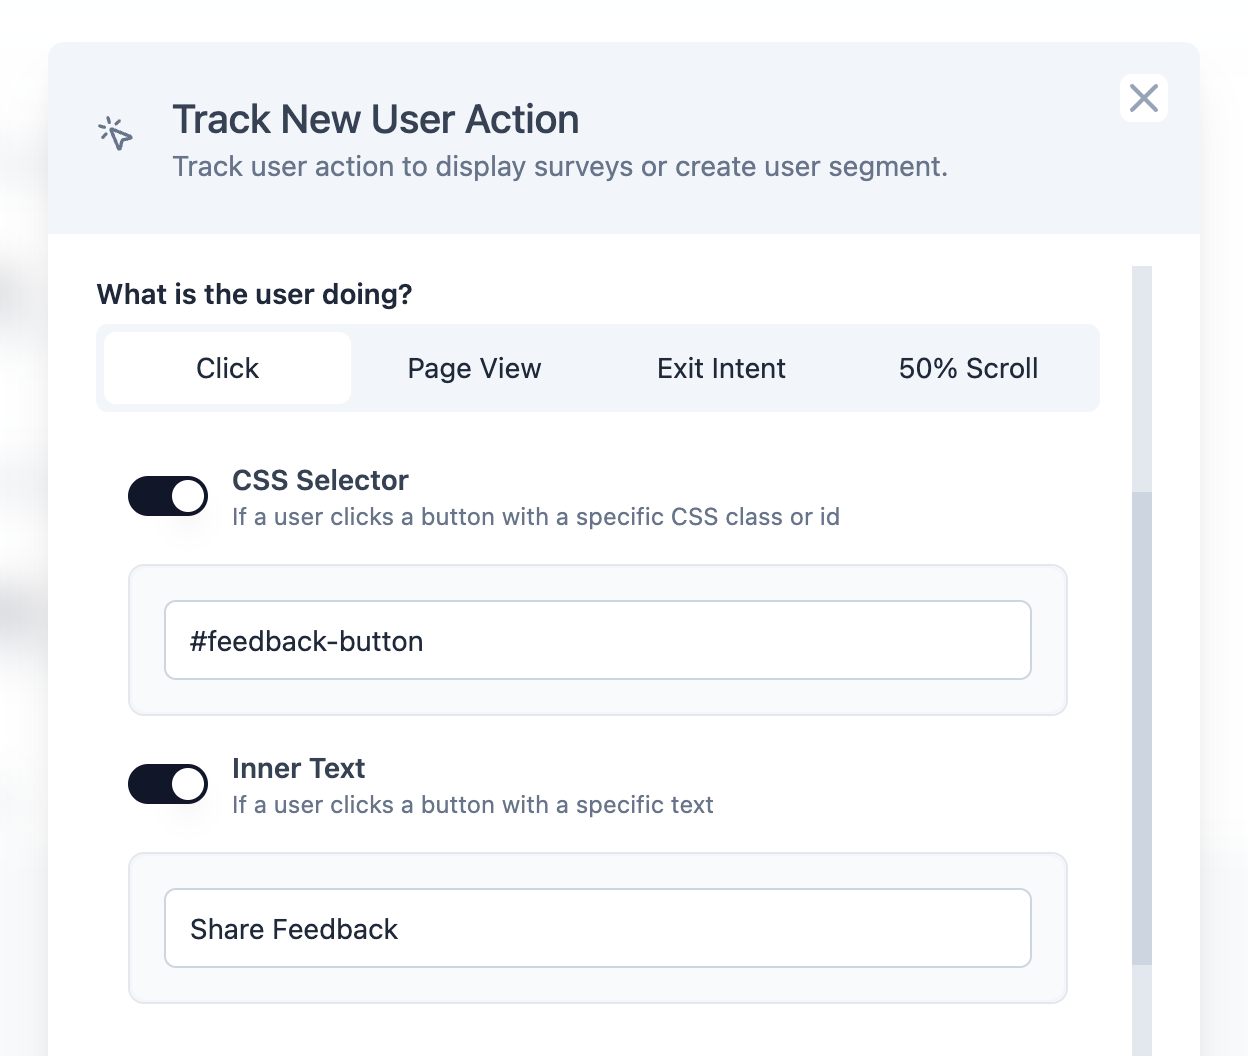 Track New User Action
Track user action to display surveys or create user segment.
What is the user doing?
Click
Page View
Exit Intent
50% Scroll
CSS Selector
If a user clicks a button with a specific CSS class or id
#feedback-button
Inner Text
If a user clicks a button with a specific text
Share Feedback